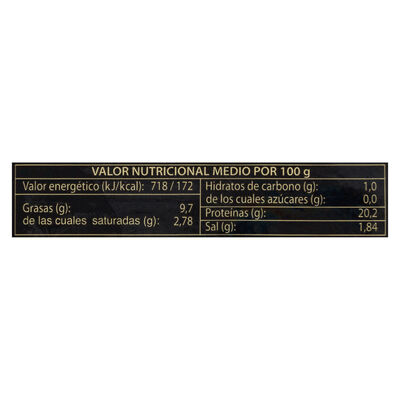 VALOR NUTRICIONAL MEDIO POR 100 g
Valor energético (kJ/kcal): 718 / 172
Grasas (g): 9,7
de las cuales saturadas (g): 2,78
Hidratos de carbono (g): 1,0
de los cuales azúcares (g): 0,0
Proteínas (g): 20,2
Sal (g): 1,84